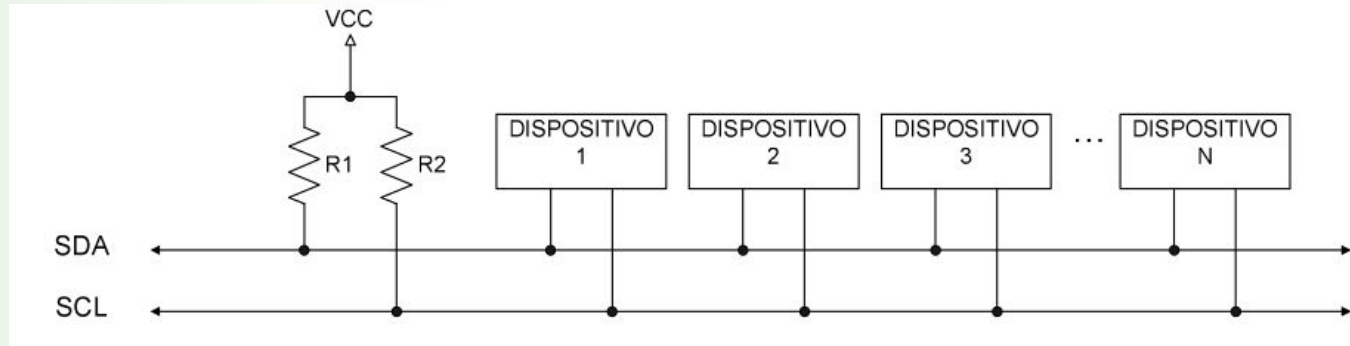 VCC
R1
R2
DISPOSITIVO
1
DISPOSITIVO
2
DISPOSITIVO
3
...
DISPOSITIVO
N
SDA
SCL